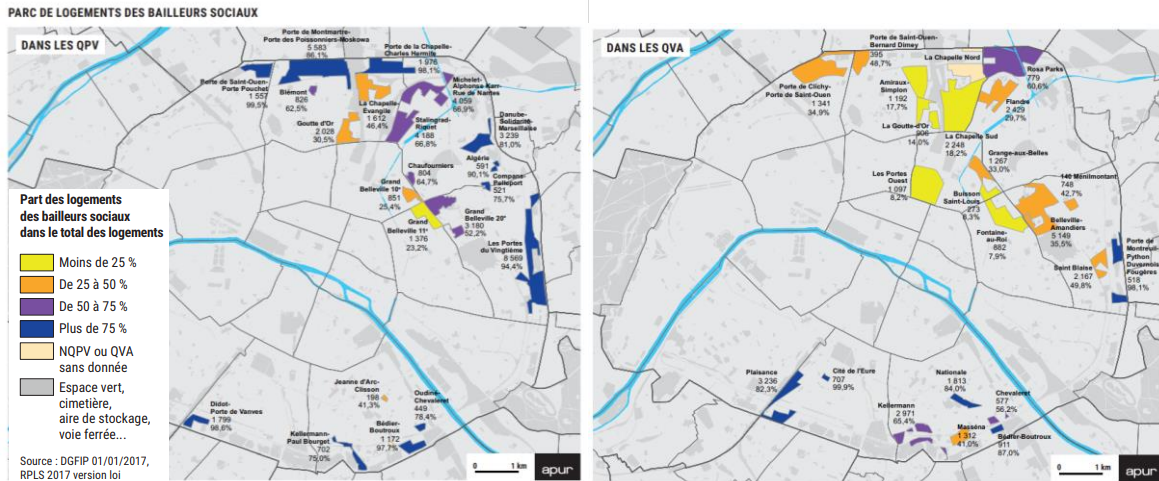 PARC DE LOGEMENTS DES BAILLEURS SOCIAUX
DANS LES QPV
Porte de Montmartre-
Porte des Poissonniers-Moskowa
5 583
66,1%
Porte de la Chapelle-
Charles Hermite
1 976
98,1%
Porte de Saint-Ouen-
Porte Pouchet
1 557
99,5%
Blémont
826
62,5%
La Chapelle-
Evangile
1 612
46,4%
Michelet-
Alphonse Karr-
Rue de Nantes
4 059
66,9%
Goutte d'Or
2 028
30,5%
Stalingrad-
Riquet
4 188
66,8%
Danube-
Solidarité-
Marseillaise
3 239
81,0%
Algérie
591
90,1%
Chaufourniers
804
64,7%
Compans-
Pelleport
521
75,7%
Grand
Belleville 10°
851
25,4%
Grand
Belleville 11°
1 376
23,2%
Grand
Belleville 20°
3 180
52,2%
Les Portes
du Vingtième
8 569
94,4%
Jeanne d'Arc-
Clisson
198
41,3%
Oudiné-
Chevaleret
449
78,4%
Didot-
Porte de Vanves
1 799
98,6%
Kellermann-
Paul Bourget
702
75,0%
Bédier-
Boutroux
1 172
97,7%
0 1 km
apur
Part des logements
des bailleurs sociaux
dans le total des logements
Moins de 25 %
De 25 à 50 %
De 50 à 75 %
Plus de 75 %
NQPV ou QVA
sans donnée
Espace vert,
cimetière,
aire de stockage,
voie ferrée...
Source : DGFIP 01/01/2017,
RPLS 2017 version loi
DANS LES QVA
Porte de Saint-Ouen-
Bernard Dimey
395
48,7%
La Chapelle Nord
Rosa Parks
779
60,6%
Porte de Clichy-
Porte de Saint-Ouen
1 341
34,9%
Amiraux-
Simplon
1 192
17,7%
Flandre
2 429
29,7%
La Goutte-d'Or
906
14,0%
La Chapelle Sud
2 248
18,2%
Grange-aux-Belles
1 267
33,0%
Les Portes
Ouest
1 097
8,2%
Buisson
Saint-Louis
273
8,3%
140 Ménilmontant
748
42,7%
Fontaine-
au-Roi
882
7,9%
Belleville-
Amandiers
5 149
35,5%
Saint Blaise
2 167
49,8%
Porte de
Montreuil-
Python
Duvernois-
Fougères
518
98,1%
Plaisance
3 236
82,3%
Cité de l'Eure
707
99,9%
Nationale
1 813
84,0%
Chevaleret
577
56,2%
Kellermann
2 971
65,4%
Masséna
1 312
41,0%
Bédier-Boutroux
911
87,0%
0 1 km
apur